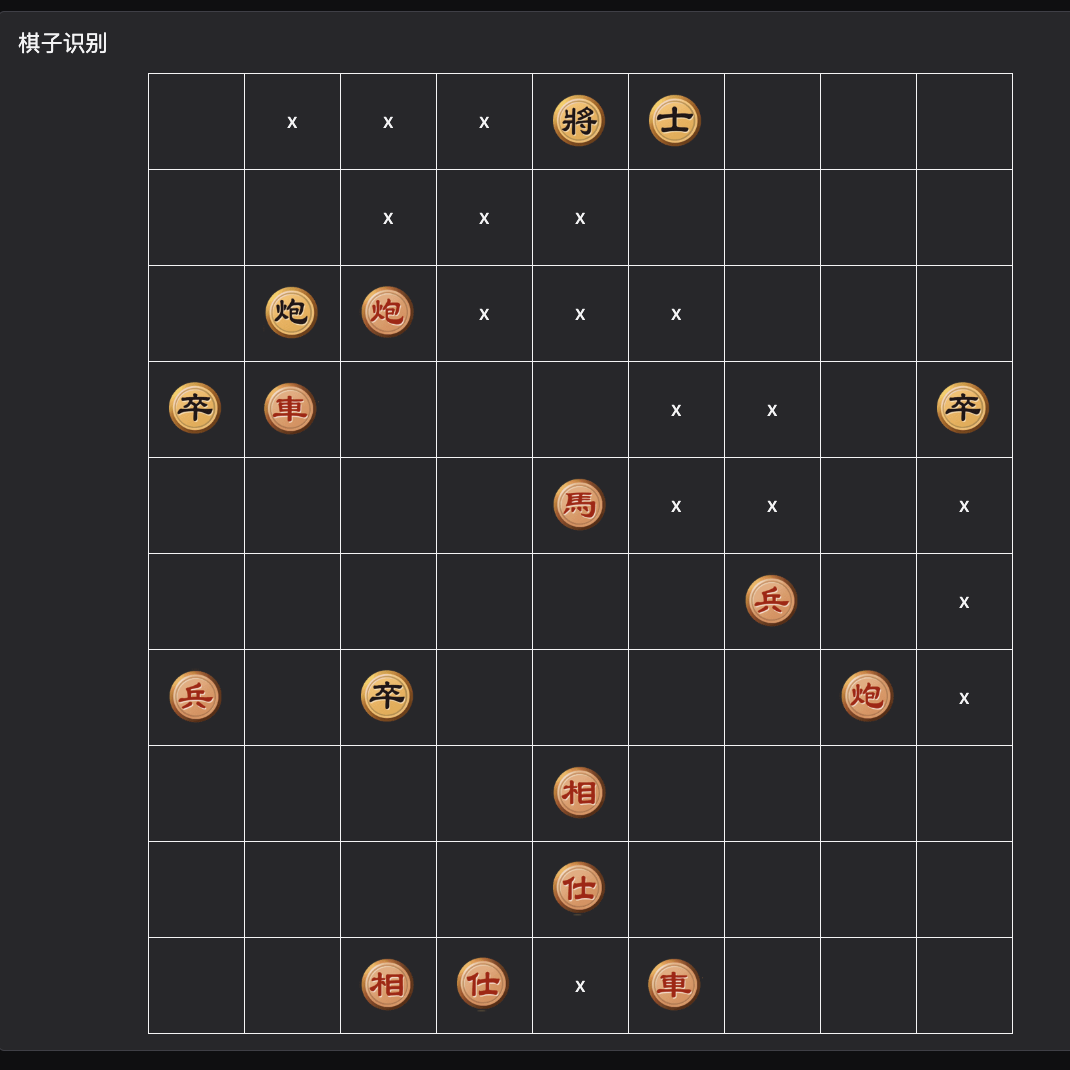 棋子识别
x x x 將 士
x x x
炮 炮 x x x
卒 車 x x 卒
馬 x x x
兵 x
兵 卒 炮 x
相
仕
相 仕 x 車